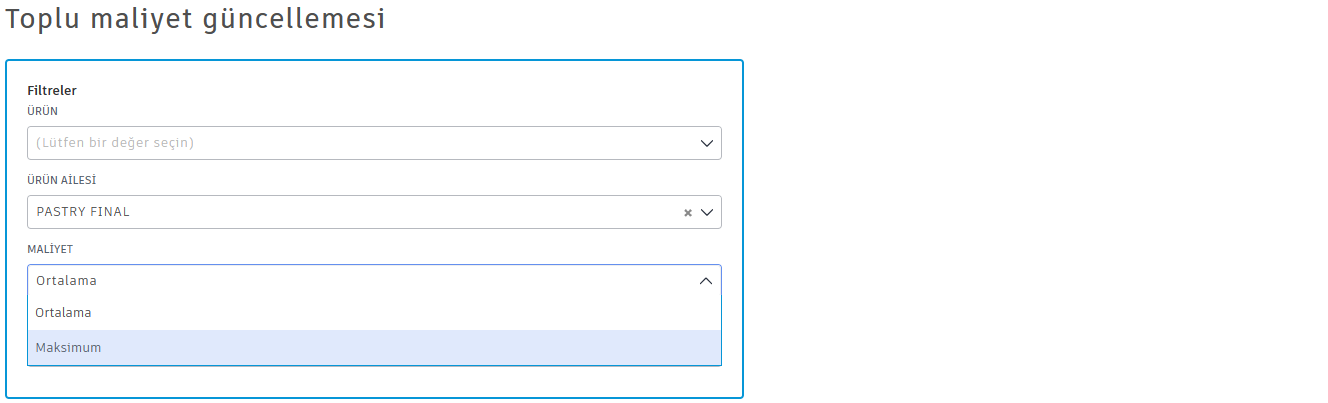 Toplu maliyet güncellemesi
Filtreler
ÜRÜN
(Lütfen bir değer seçin)
ÜRÜN AİLESİ
PASTRY FINAL
MALİYET
Ortalama
Ortalama
Maksimum